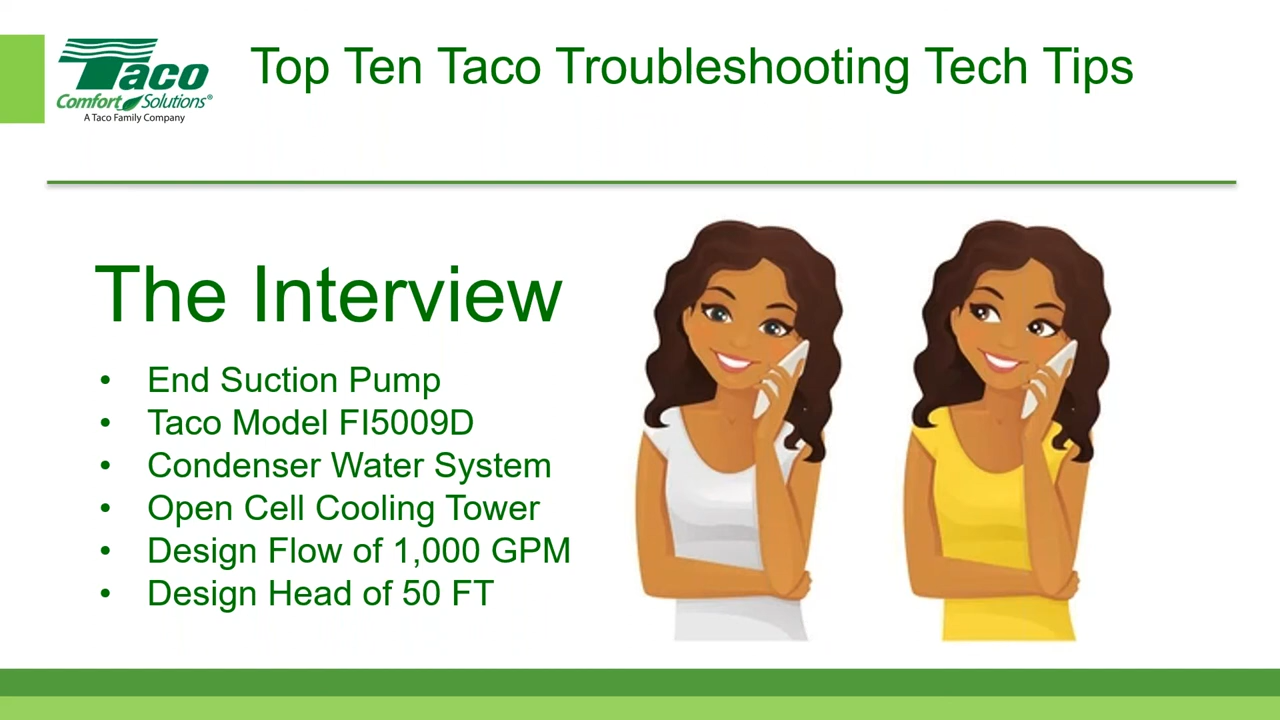 Taco
Comfort Solutions®
A Taco Family Company
Top Ten Taco Troubleshooting Tech Tips
The Interview
• End Suction Pump
• Taco Model FI5009D
• Condenser Water System
• Open Cell Cooling Tower
• Design Flow of 1,000 GPM
• Design Head of 50 FT